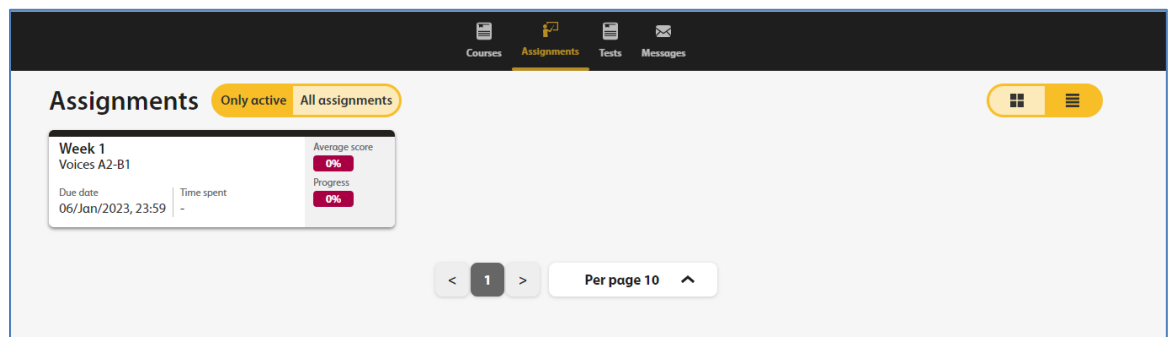 Courses Assignments Tests Messages
Assignments Only active All assignments
Week 1
Voices A2-B1
Due date Time spent
06/Jan/2023, 23:59 -
Average score
0%
Progress
0%
< 1 > Per page 10